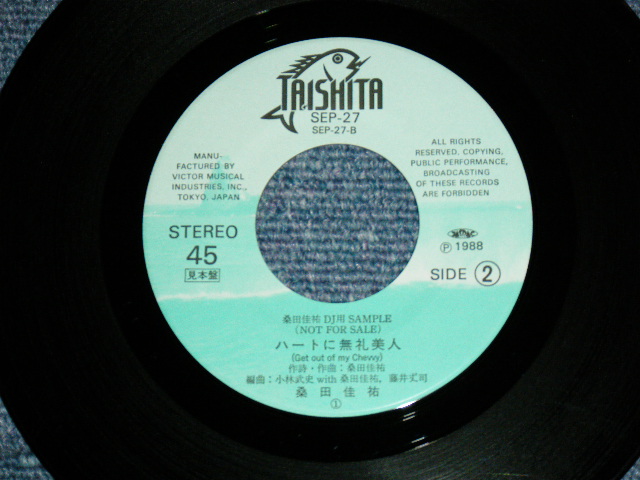 TAISHITA
SEP-27
SEP-27-B
MANU-
FACTURED BY
VICTOR MUSICAL
INDUSTRIES, INC.,
TOKYO, JAPAN
ALL RIGHTS
RESERVED, COPYING,
PUBLIC PERFORMANCE,
BROADCASTING
OF THESE RECORDS
ARE FORBIDDEN
STEREO
45
見本盤
Ⓟ 1988
SIDE ②
桑田佳祐 DJ用 SAMPLE
(NOT FOR SALE)
ハートに無礼美人
(Get out of my Chevvy)
作詩・作曲：桑田佳祐
編曲：小林武史 with 桑田佳祐, 藤井丈司
桑田佳祐
①